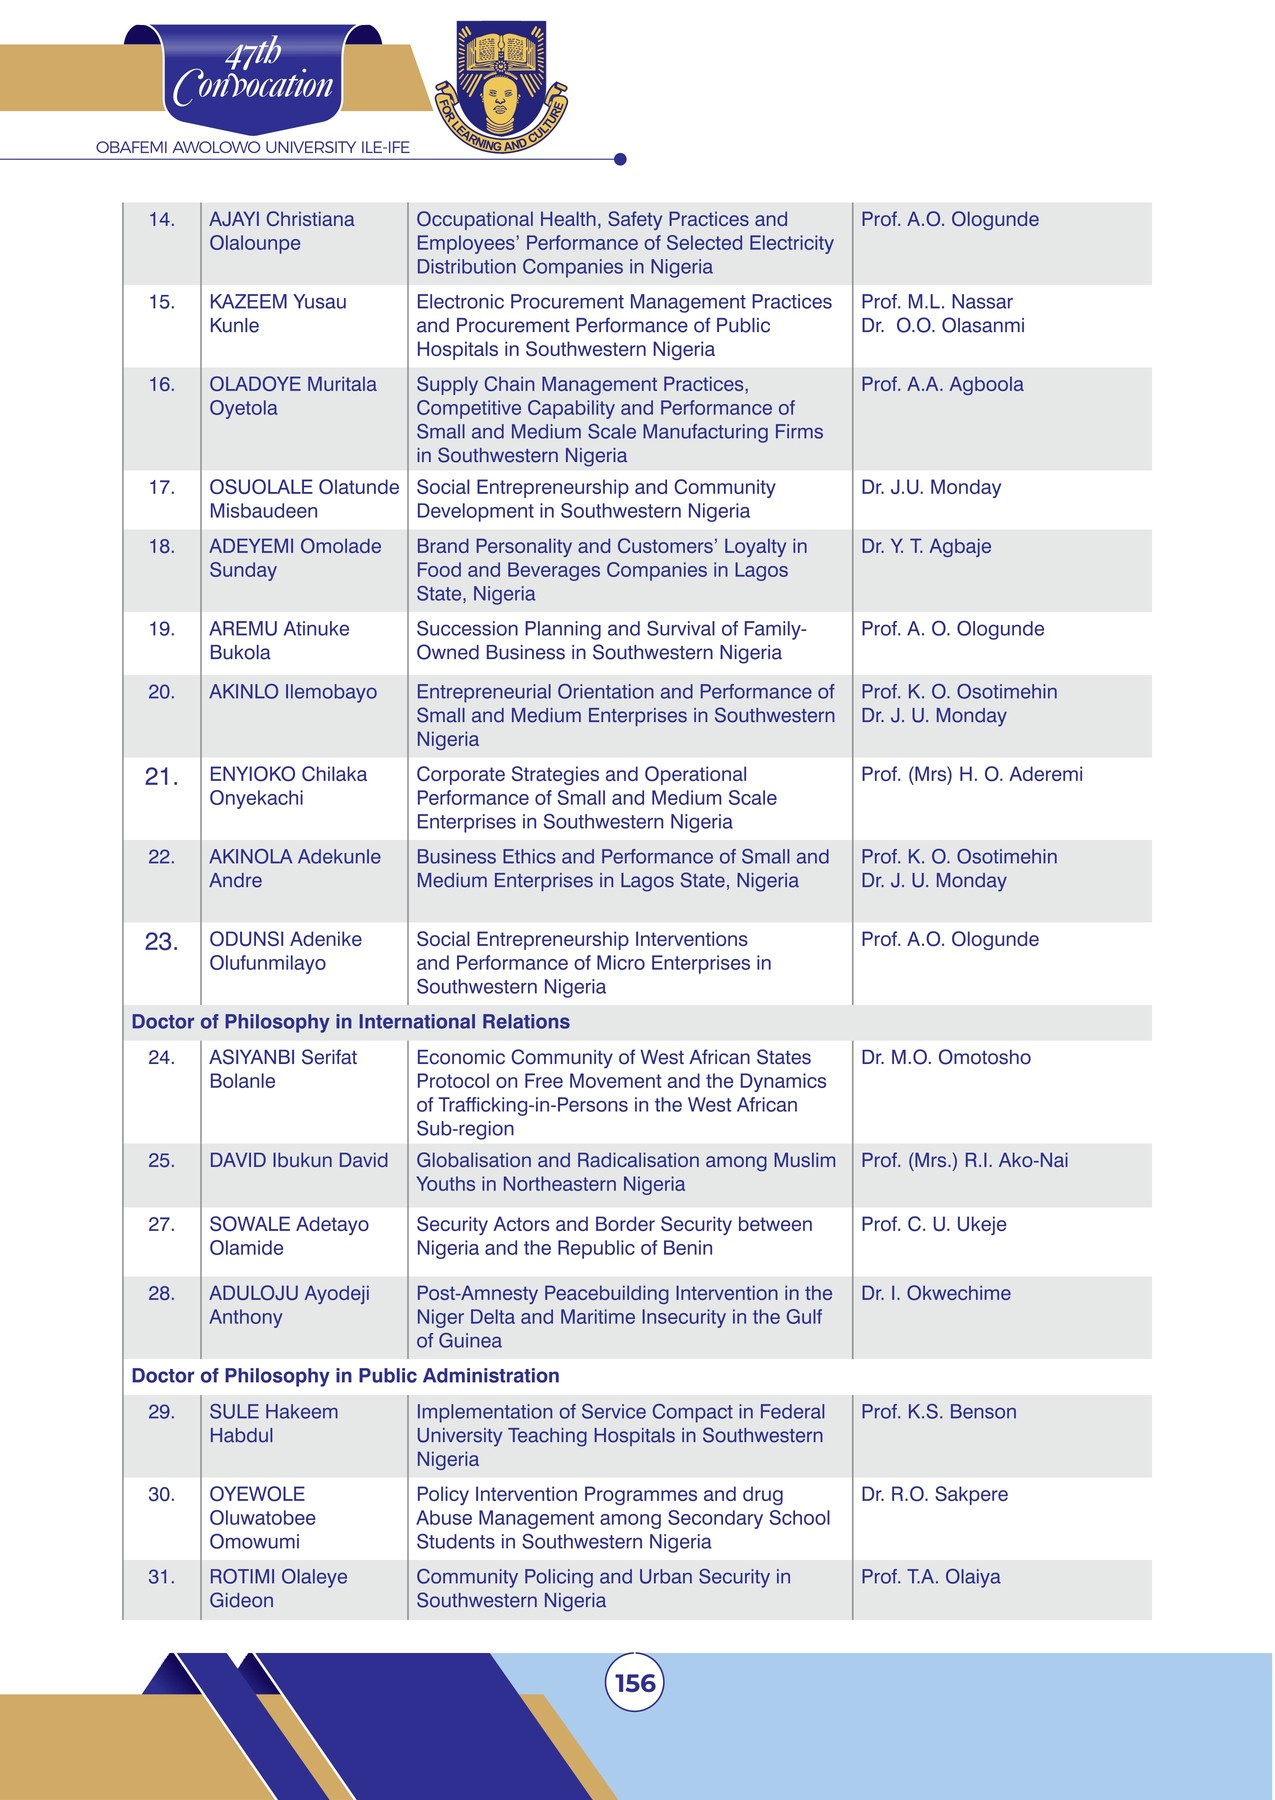 47th
Convocation
FOR LEARNING AND CULTURE
OBAFEMI AWOLOWO UNIVERSITY ILE-IFE
14. AJAYI Christiana Olalounpe Occupational Health, Safety Practices and Prof. A.O. Ologunde
Employees’ Performance of Selected Electricity
Distribution Companies in Nigeria
15. KAZEEM Yusau Kunle Electronic Procurement Management Practices Prof. M.L. Nassar
and Procurement Performance of Public Dr. O.O. Olasanmi
Hospitals in Southwestern Nigeria
16. OLADOYE Muritala Oyetola Supply Chain Management Practices, Prof. A.A. Agboola
Competitive Capability and Performance of
Small and Medium Scale Manufacturing Firms
in Southwestern Nigeria
17. OSUOLALE Olatunde Social Entrepreneurship and Community Dr. J.U. Monday
Misbaudeen Development in Southwestern Nigeria
18. ADEYEMI Omolade Brand Personality and Customers’ Loyalty in Dr. Y. T. Agbaje
Sunday Food and Beverages Companies in Lagos
State, Nigeria
19. AREMU Atinuke Succession Planning and Survival of Family- Prof. A. O. Ologunde
Bukola Owned Business in Southwestern Nigeria
20. AKINLO Ilemobayo Entrepreneurial Orientation and Performance of Prof. K. O. Osotimehin
Small and Medium Enterprises in Southwestern Dr. J. U. Monday
Nigeria
21. ENYIOKO Chilaka Corporate Strategies and Operational Prof. (Mrs) H. O. Aderemi
Onyekachi Performance of Small and Medium Scale
Enterprises in Southwestern Nigeria
22. AKINOLA Adekunle Business Ethics and Performance of Small and Prof. K. O. Osotimehin
Andre Medium Enterprises in Lagos State, Nigeria Dr. J. U. Monday
23. ODUNSI Adenike Social Entrepreneurship Interventions Prof. A.O. Ologunde
Olufunmilayo and Performance of Micro Enterprises in
Southwestern Nigeria
Doctor of Philosophy in International Relations
24. ASIYANBI Serifat Economic Community of West African States Dr. M.O. Omotosho
Bolanle Protocol on Free Movement and the Dynamics
of Trafficking-in-Persons in the West African
Sub-region
25. DAVID Ibukun David Globalisation and Radicalisation among Muslim Prof. (Mrs.) R.I. Ako-Nai
Youths in Northeastern Nigeria
27. SOWALE Adetayo Security Actors and Border Security between Prof. C. U. Ukeje
Olamide Nigeria and the Republic of Benin
28. ADULOJU Ayodeji Post-Amnesty Peacebuilding Intervention in the Dr. I. Okwechime
Anthony Niger Delta and Maritime Insecurity in the Gulf
of Guinea
Doctor of Philosophy in Public Administration
29. SULE Hakeem Implementation of Service Compact in Federal Prof. K.S. Benson
Habdul University Teaching Hospitals in Southwestern
Nigeria
30. OYEWOLE Policy Intervention Programmes and drug Dr. R.O. Sakpere
Oluwatobee Abuse Management among Secondary School
Omowumi Students in Southwestern Nigeria
31. ROTIMI Olaleye Community Policing and Urban Security in Prof. T.A. Olaiya
Gideon Southwestern Nigeria
156